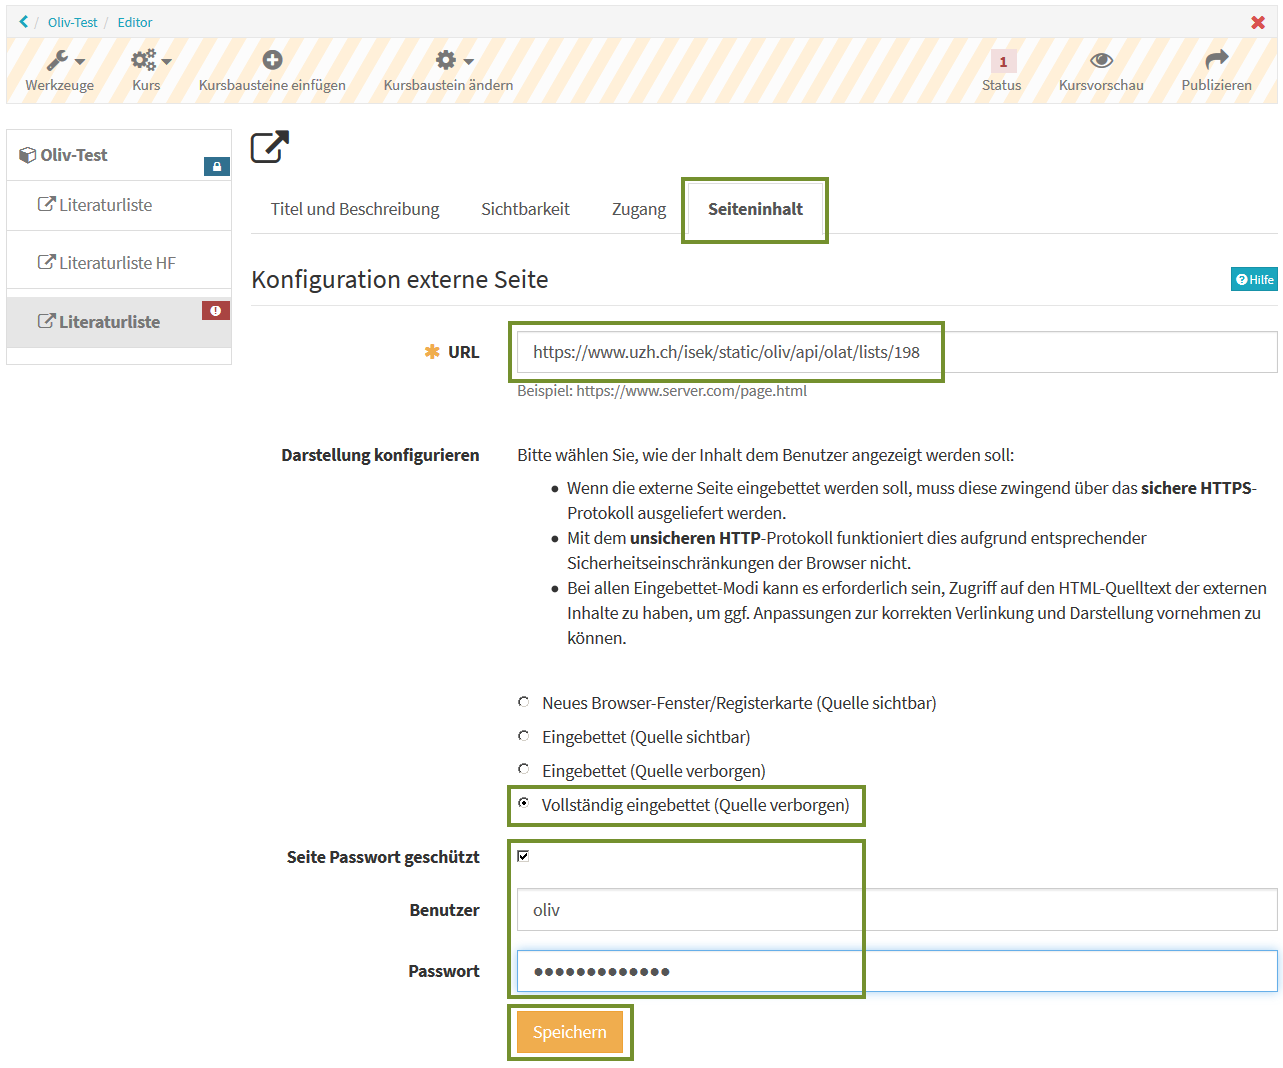 / Oliv-Test / Editor
Werkzeuge
Kurs
Kursbausteine einfügen
Kursbaustein ändern
1
Status
Kursvorschau
Publizieren
Oliv-Test
Literaturliste
Literaturliste HF
Literaturliste
Titel und Beschreibung
Sichtbarkeit
Zugang
Seiteninhalt
Konfiguration externe Seite
Hilfe
URL
https://www.uzh.ch/isek/static/oliv/api/olat/lists/198
Beispiel: https://www.server.com/page.html
Darstellung konfigurieren
Bitte wählen Sie, wie der Inhalt dem Benutzer angezeigt werden soll:
• Wenn die externe Seite eingebettet werden soll, muss diese zwingend über das sichere HTTPS-
Protokoll ausgeliefert werden.
• Mit dem unsicheren HTTP-Protokoll funktioniert dies aufgrund entsprechender
Sicherheitseinschränkungen der Browser nicht.
• Bei allen Eingebettet-Modi kann es erforderlich sein, Zugriff auf den HTML-Quelltext der externen
Inhalte zu haben, um ggf. Anpassungen zur korrekten Verlinkung und Darstellung vornehmen zu
können.
Neues Browser-Fenster/Registerkarte (Quelle sichtbar)
Eingebettet (Quelle sichtbar)
Eingebettet (Quelle verborgen)
Vollständig eingebettet (Quelle verborgen)
Seite Passwort geschützt
Benutzer
oliv
Passwort
●●●●●●●●●●●●●
Speichern